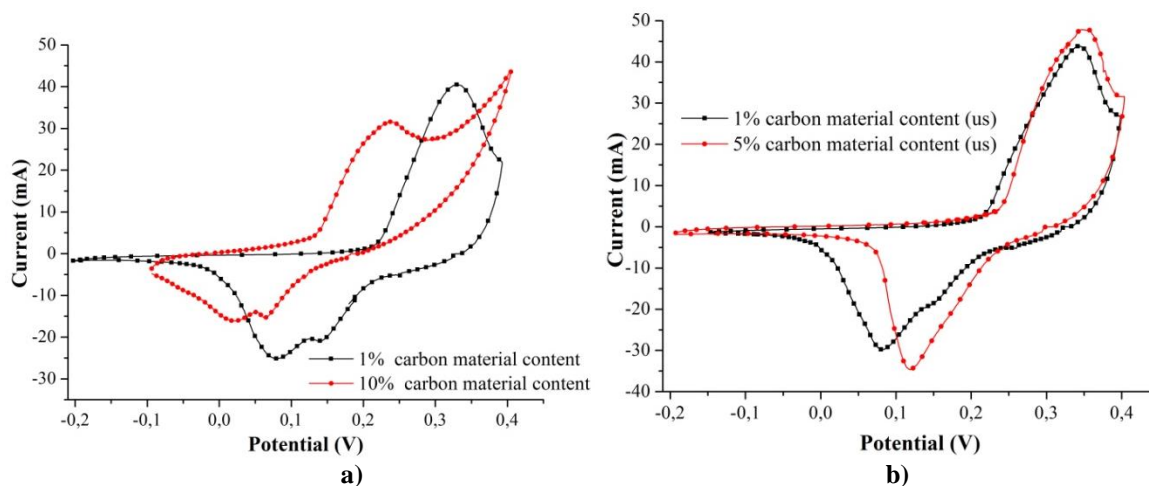 50
40
30
20
10
0
-10
-20
-30
Current (mA)
-0,2 -0,1 0,0 0,1 0,2 0,3 0,4
Potential (V)
1% carbon material content
10% carbon material content
a)
50
40
30
20
10
0
-10
-20
-30
-40
Current (mA)
1% carbon material content (us)
5% carbon material content (us)
-0,2 -0,1 0,0 0,1 0,2 0,3 0,4
Potential (V)
b)